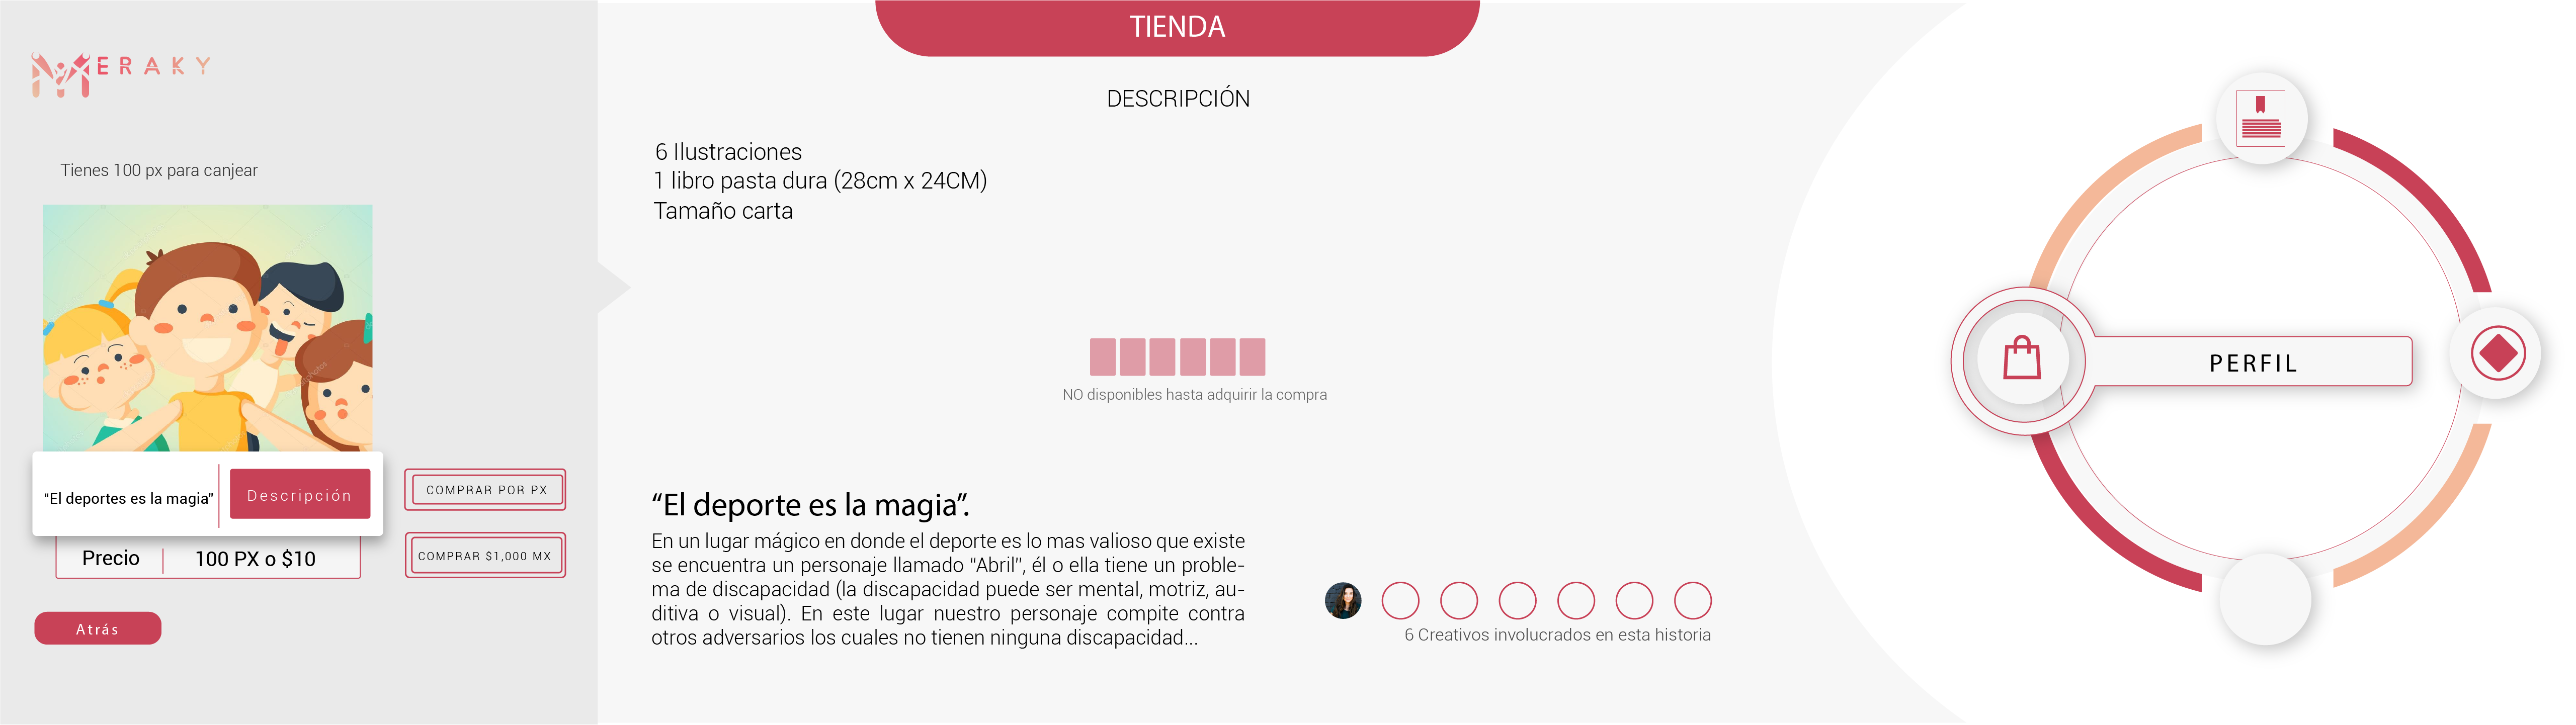 MERAKY
Tienes 100 px para canjear
“El deportes es la magia”
Descripción
Precio
100 PX o $10
COMPRAR POR PX
COMPRAR $1,000 MX
Atrás
TIENDA
DESCRIPCIÓN
6 Ilustraciones
1 libro pasta dura (28cm x 24CM)
Tamaño carta
NO disponibles hasta adquirir la compra
“El deporte es la magia”.
En un lugar mágico en donde el deporte es lo mas valioso que existe
se encuentra un personaje llamado “Abril”, él o ella tiene un proble-
ma de discapacidad (la discapacidad puede ser mental, motriz, au-
ditiva o visual). En este lugar nuestro personaje compite contra
otros adversarios los cuales no tienen ninguna discapacidad...
6 Creativos involucrados en esta historia
PERFIL